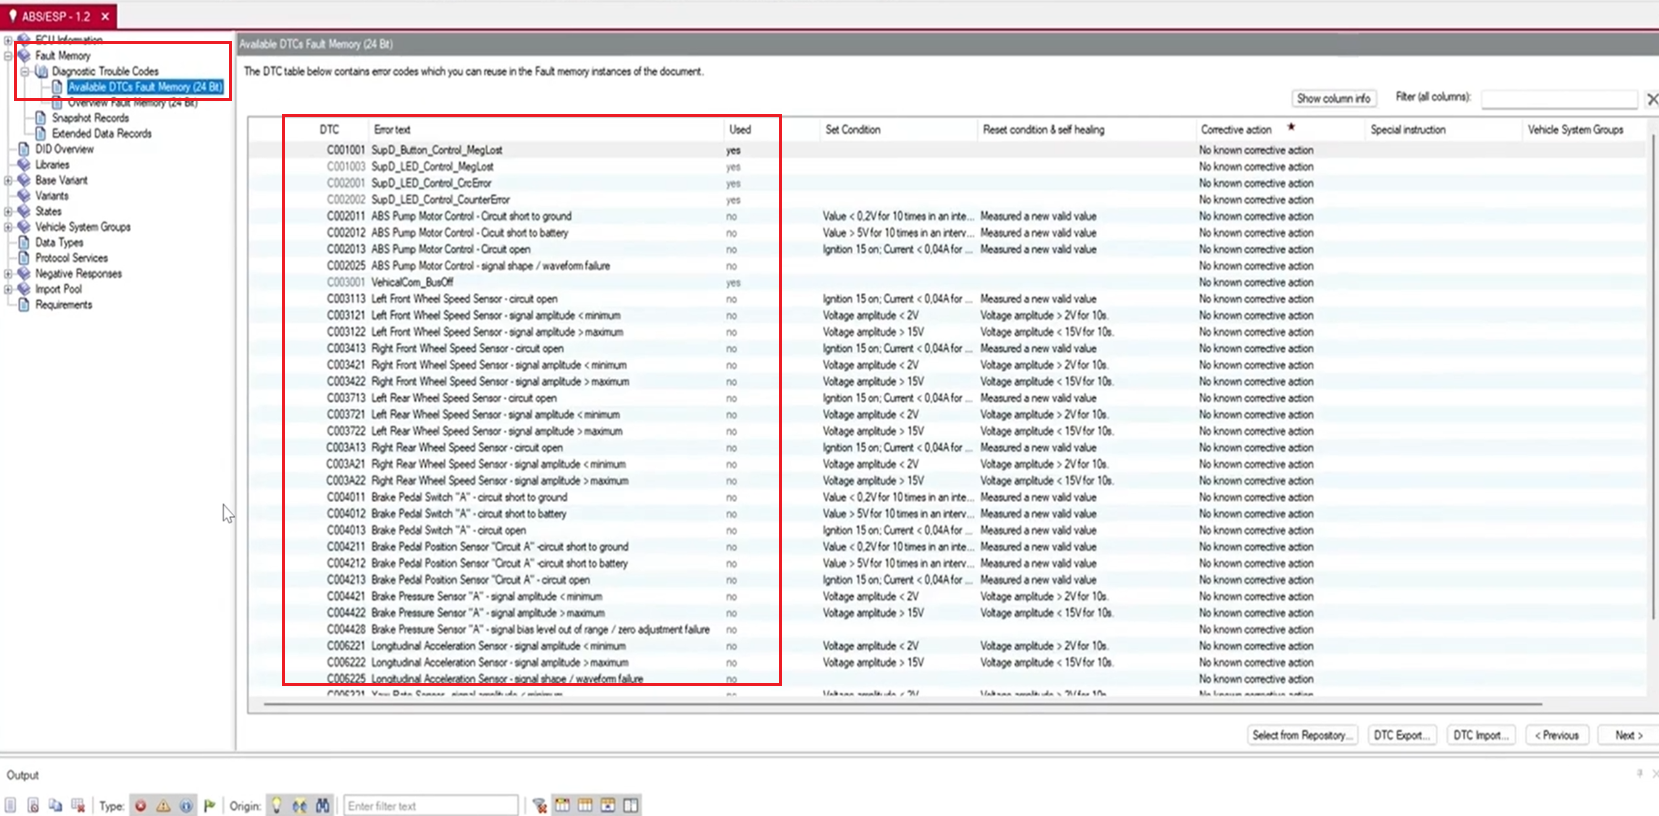 ABS/ESP - 1.2
ECU Information
Fault Memory
Diagnostic Trouble Codes
Available DTCs Fault Memory (24 Bit)
Overview Fault Memory (24 Bit)
Snapshot Records
Extended Data Records
DID Overview
Libraries
Base Variant
Variants
States
Vehicle System Groups
Data Types
Protocol Services
Negative Responses
Import Pool
Requirements
Available DTCs Fault Memory (24 Bit)
The DTC table below contains error codes which you can reuse in the Fault memory instances of the document.
Show column info Filter (all columns):
DTC Error text Used Set Condition Reset condition & self healing Corrective action Special instruction Vehicle System Groups
C001001 SupD_Button_Control_MegLost yes No known corrective action
C001003 SupD_LED_Control_MegLost yes No known corrective action
C002001 SupD_LED_Control_CrcError yes No known corrective action
C002002 SupD_LED_Control_CounterError yes No known corrective action
C002011 ABS Pump Motor Control - Circuit short to ground no Value < 0,2V for 10 times in an inte... Measured a new valid value No known corrective action
C002012 ABS Pump Motor Control - Cicuit short to battery no Value > 5V for 10 times in an interv... Measured a new valid value No known corrective action
C002013 ABS Pump Motor Control - Circuit open no Ignition 15 on; Current < 0,04A for ... Measured a new valid value No known corrective action
C002025 ABS Pump Motor Control - signal shape / waveform failure no No known corrective action
C003001 VehicalCom_BusOff yes No known corrective action
C003113 Left Front Wheel Speed Sensor - circuit open no Ignition 15 on; Current < 0,04A for ... Measured a new valid value No known corrective action
C003121 Left Front Wheel Speed Sensor - signal amplitude < minimum no Voltage amplitude < 2V Voltage amplitude > 2V for 10s. No known corrective action
C003122 Left Front Wheel Speed Sensor - signal amplitude > maximum no Voltage amplitude > 15V Voltage amplitude < 15V for 10s. No known corrective action
C003413 Right Front Wheel Speed Sensor - circuit open no Ignition 15 on; Current < 0,04A for ... Measured a new valid value No known corrective action
C003421 Right Front Wheel Speed Sensor - signal amplitude < minimum no Voltage amplitude < 2V Voltage amplitude > 2V for 10s. No known corrective action
C003422 Right Front Wheel Speed Sensor - signal amplitude > maximum no Voltage amplitude > 15V Voltage amplitude < 15V for 10s. No known corrective action
C003713 Left Rear Wheel Speed Sensor - circuit open no Ignition 15 on; Current < 0,04A for ... Measured a new valid value No known corrective action
C003721 Left Rear Wheel Speed Sensor - signal amplitude < minimum no Voltage amplitude < 2V Voltage amplitude > 2V for 10s. No known corrective action
C003722 Left Rear Wheel Speed Sensor - signal amplitude > maximum no Voltage amplitude > 15V Voltage amplitude < 15V for 10s. No known corrective action
C003A13 Right Rear Wheel Speed Sensor - circuit open no Ignition 15 on; Current < 0,04A for ... Measured a new valid value No known corrective action
C003A21 Right Rear Wheel Speed Sensor - signal amplitude < minimum no Voltage amplitude < 2V Voltage amplitude > 2V for 10s. No known corrective action
C003A22 Right Rear Wheel Speed Sensor - signal amplitude > maximum no Voltage amplitude > 15V Voltage amplitude < 15V for 10s. No known corrective action
C004011 Brake Pedal Switch "A" - circuit short to ground no Value < 0,2V for 10 times in an inte... Measured a new valid value No known corrective action
C004012 Brake Pedal Switch "A" - circuit short to battery no Value > 5V for 10 times in an interv... Measured a new valid value No known corrective action
C004013 Brake Pedal Switch "A" - circuit open no Ignition 15 on; Current < 0,04A for ... Measured a new valid value No known corrective action
C004211 Brake Pedal Position Sensor "Circuit A" -circuit short to ground no Value < 0,2V for 10 times in an inte... Measured a new valid value No known corrective action
C004212 Brake Pedal Position Sensor "Circuit A" -circuit short to battery no Value > 5V for 10 times in an interv... Measured a new valid value No known corrective action
C004213 Brake Pedal Position Sensor "Circuit A" - circuit open no Ignition 15 on; Current < 0,04A for ... Measured a new valid value No known corrective action
C004421 Brake Pressure Sensor "A" - signal amplitude < minimum no Voltage amplitude < 2V Voltage amplitude > 2V for 10s. No known corrective action
C004422 Brake Pressure Sensor "A" - signal amplitude > maximum no Voltage amplitude > 15V Voltage amplitude < 15V for 10s. No known corrective action
C004428 Brake Pressure Sensor "A" - signal bias level out of range / zero adjustment failure no No known corrective action
C006221 Longitudinal Acceleration Sensor - signal amplitude < minimum no Voltage amplitude < 2V Voltage amplitude > 2V for 10s. No known corrective action
C006222 Longitudinal Acceleration Sensor - signal amplitude > maximum no Voltage amplitude > 15V Voltage amplitude < 15V for 10s. No known corrective action
C006225 Longitudinal Acceleration Sensor - signal shape / waveform failure no No known corrective action
C006321 Yaw Rate Sensor - signal amplitude < minimum no Voltage amplitude < 2V Voltage amplitude > 2V for 10s. No known corrective action
Select from Repository... DTC Export... DTC Import... < Previous Next >
Output
Type: Origin: Enter filter text